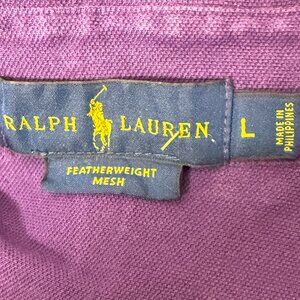 RALPH LAUREN
L
MADE IN
PHILIPPINES
FEATHERWEIGHT
MESH